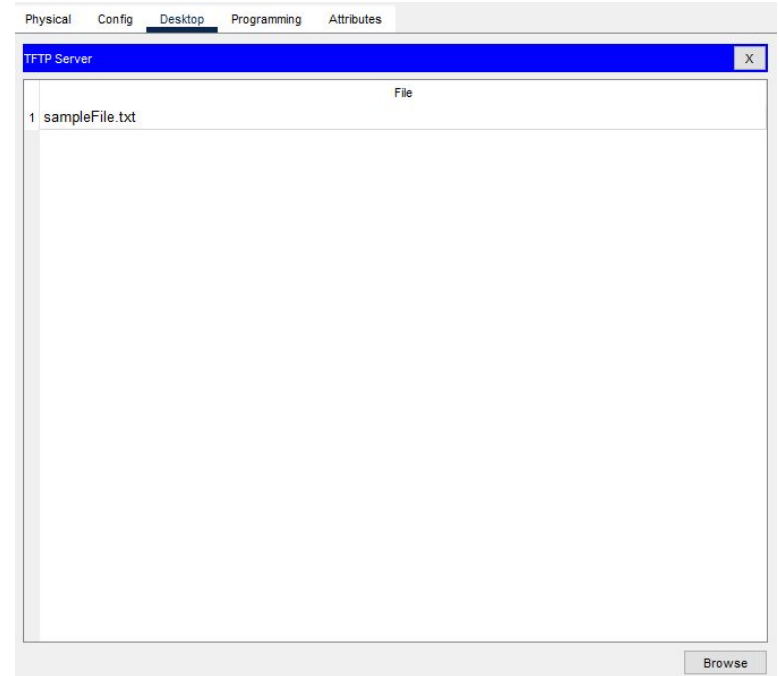 Physical Config Desktop Programming Attributes
TFTP Server X
File
1 sampleFile.txt
Browse